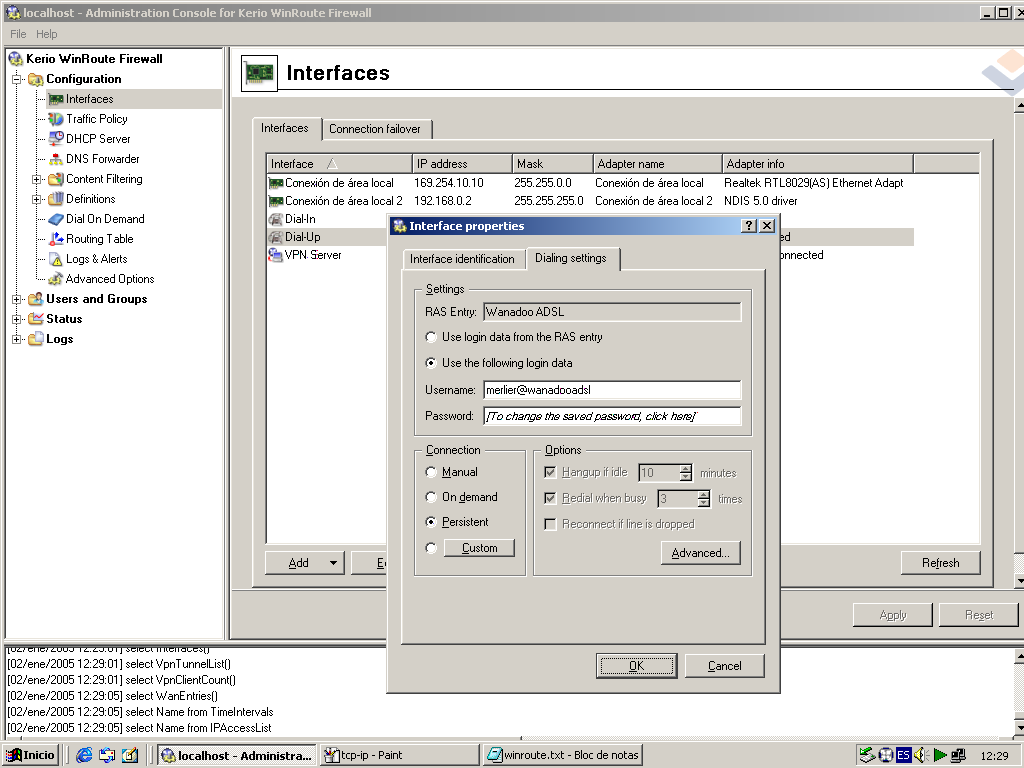 localhost - Administration Console for Kerio WinRoute Firewall
File Help
Kerio WinRoute Firewall
Configuration
Interfaces
Traffic Policy
DHCP Server
DNS Forwarder
Content Filtering
Definitions
Dial On Demand
Routing Table
Logs & Alerts
Advanced Options
Users and Groups
Status
Logs
Interfaces
Interfaces Connection failover
Interface IP address Mask Adapter name Adapter info
Conexión de área local 169.254.10.10 255.255.0.0 Conexión de área local Realtek RTL8029(AS) Ethernet Adapt
Conexión de área local 2 192.168.0.2 255.255.255.0 Conexión de área local 2 NDIS 5.0 driver
Dial-In
Dial-Up
VPN Server
Interface properties
Interface identification Dialing settings
Settings
RAS Entry: Wanadoo ADSL
Use login data from the RAS entry
Use the following login data
Username: merlier@wanadooadsl
Password: [To change the saved password, click here]
Connection
Manual
On demand
Persistent
Custom
Options
Hangup if idle 10 minutes
Redial when busy 3 times
Reconnect if line is dropped
Advanced...
OK Cancel
Add Refresh
Apply Reset
[02/ene/2005 12:29:01] select VpnTunnelList()
[02/ene/2005 12:29:01] select VpnClientCount()
[02/ene/2005 12:29:05] select WanEntries()
[02/ene/2005 12:29:05] select Name from TimeIntervals
[02/ene/2005 12:29:05] select Name from IPAccessList
Inicio localhost - Administra... tcp-ip - Paint winroute.txt - Bloc de notas ES 12:29